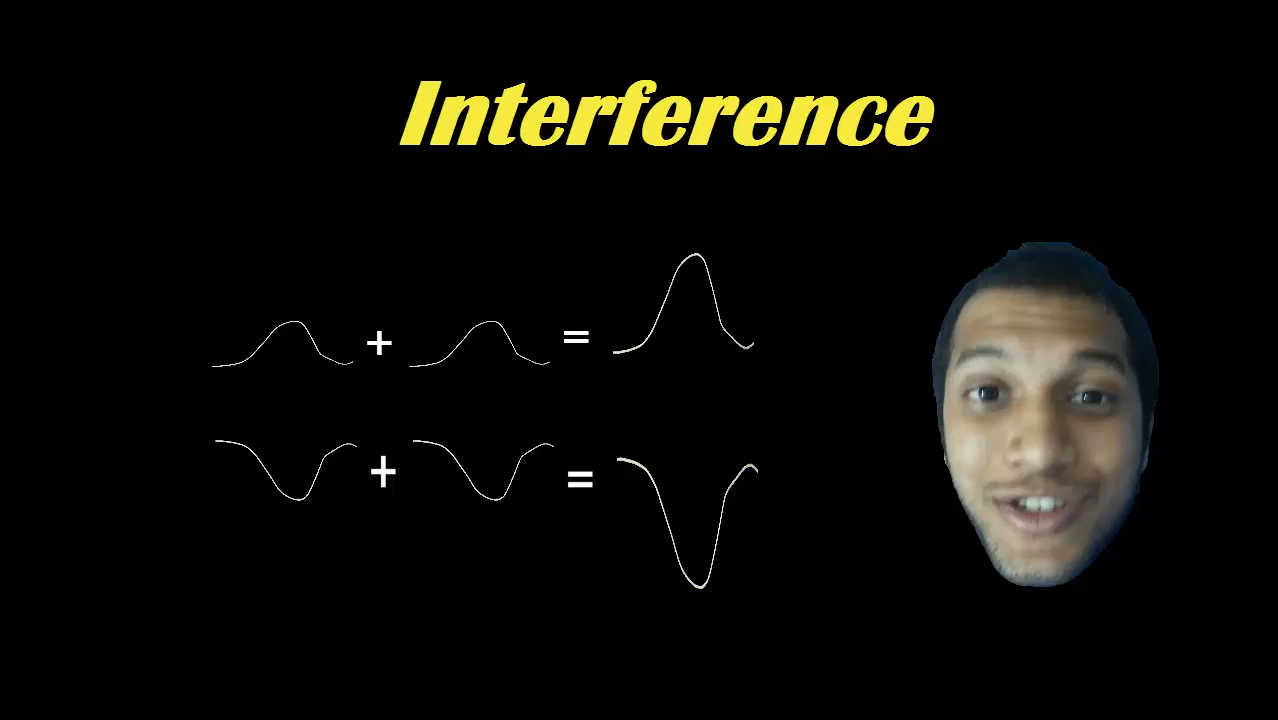 Interference
+ =
+ =